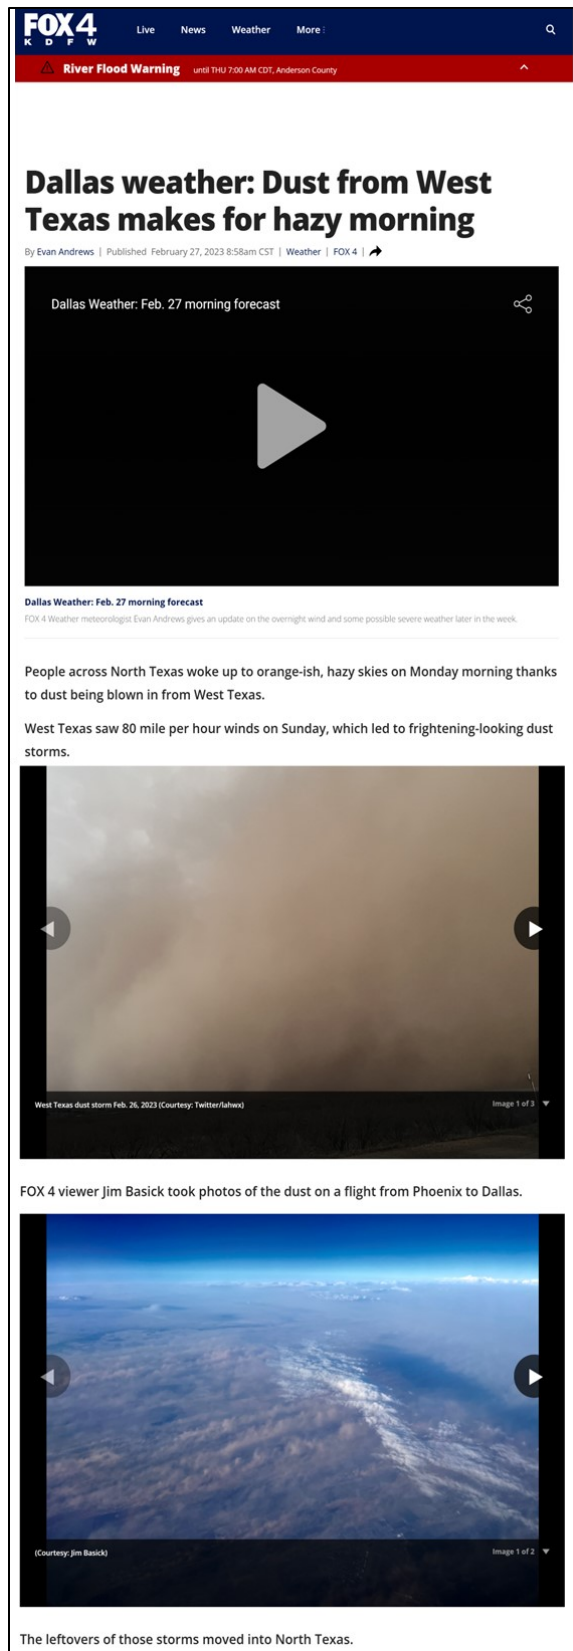 FOX 4
KDFW
Live News Weather More
River Flood Warning until THU 7:00 AM CDT, Anderson County
Dallas weather: Dust from West
Texas makes for hazy morning
By Evan Andrews | Published February 27, 2023 8:58am CST | Weather | FOX 4 |
Dallas Weather: Feb. 27 morning forecast
Dallas Weather: Feb. 27 morning forecast
FOX 4 Weather meteorologist Evan Andrews gives an update on the overnight wind and some possible severe weather later in the week.
People across North Texas woke up to orange-ish, hazy skies on Monday morning thanks
to dust being blown in from West Texas.
West Texas saw 80 mile per hour winds on Sunday, which led to frightening-looking dust
storms.
West Texas dust storm Feb. 26, 2023 (Courtesy: Twitter/lahwx) Image 1 of 3
FOX 4 viewer Jim Basick took photos of the dust on a flight from Phoenix to Dallas.
(Courtesy: Jim Basick) Image 1 of 2
The leftovers of those storms moved into North Texas.